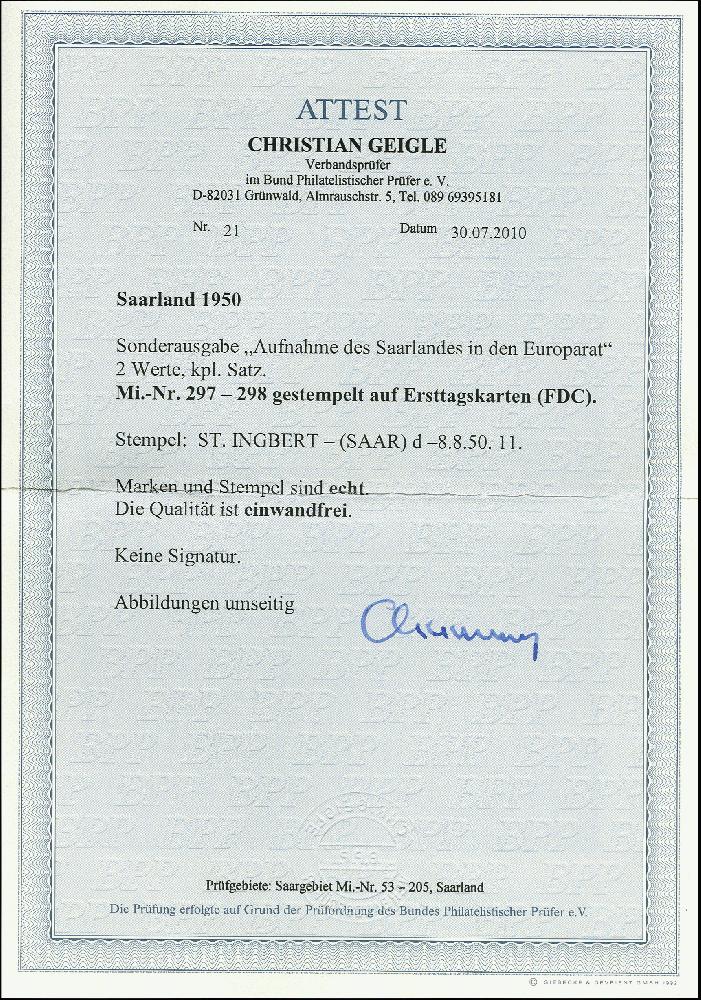 ATTEST
CHRISTIAN GEIGLE
Verbandsprüfer
im Bund Philatelistischer Prüfer e. V.
D-82031 Grünwald, Almrauschstr. 5, Tel. 089 69395181
Nr. 21 Datum 30.07.2010
Saarland 1950
Sonderausgabe „Aufnahme des Saarlandes in den Europarat“
2 Werte, kpl. Satz.
Mi.-Nr. 297 – 298 gestempelt auf Ersttagskarten (FDC).
Stempel: ST. INGBERT – (SAAR) d –8.8.50. 11.
Marken und Stempel sind echt.
Die Qualität ist einwandfrei.
Keine Signatur.
Abbildungen umseitig
Prüfgebiete: Saargebiet Mi.-Nr. 53 – 205, Saarland
Die Prüfung erfolgte auf Grund der Prüfordnung des Bundes Philatelistischer Prüfer e.V.
© GIESECKE & DEVRIENT GMBH